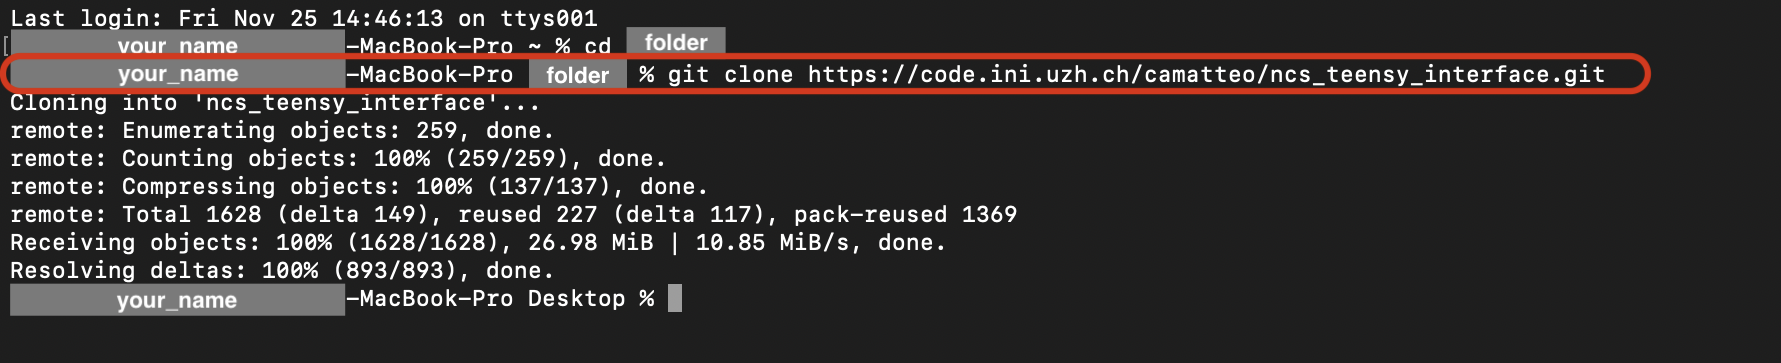 Last login: Fri Nov 25 14:46:13 on ttys001
[your_name-MacBook-Pro ~ % cd folder
your_name-MacBook-Pro folder % git clone https://code.ini.uzh.ch/camatteo/ncs_teensy_interface.git
Cloning into 'ncs_teensy_interface'...
remote: Enumerating objects: 259, done.
remote: Counting objects: 100% (259/259), done.
remote: Compressing objects: 100% (137/137), done.
remote: Total 1628 (delta 149), reused 227 (delta 117), pack-reused 1369
Receiving objects: 100% (1628/1628), 26.98 MiB | 10.85 MiB/s, done.
Resolving deltas: 100% (893/893), done.
your_name-MacBook-Pro Desktop %